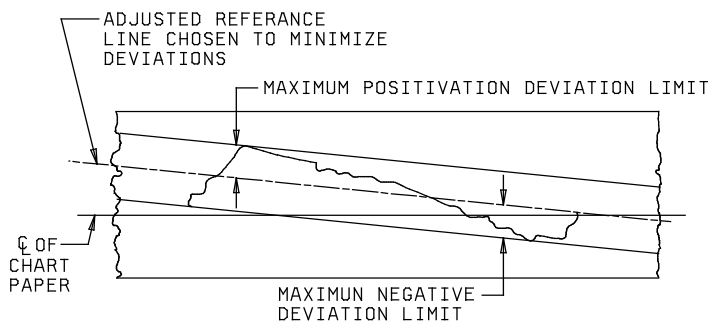 ADJUSTED REFERANCE
LINE CHOSEN TO MINIMIZE
DEVIATIONS
MAXIMUM POSITIVATION DEVIATION LIMIT
℄ OF
CHART
PAPER
MAXIMUN NEGATIVE
DEVIATION LIMIT